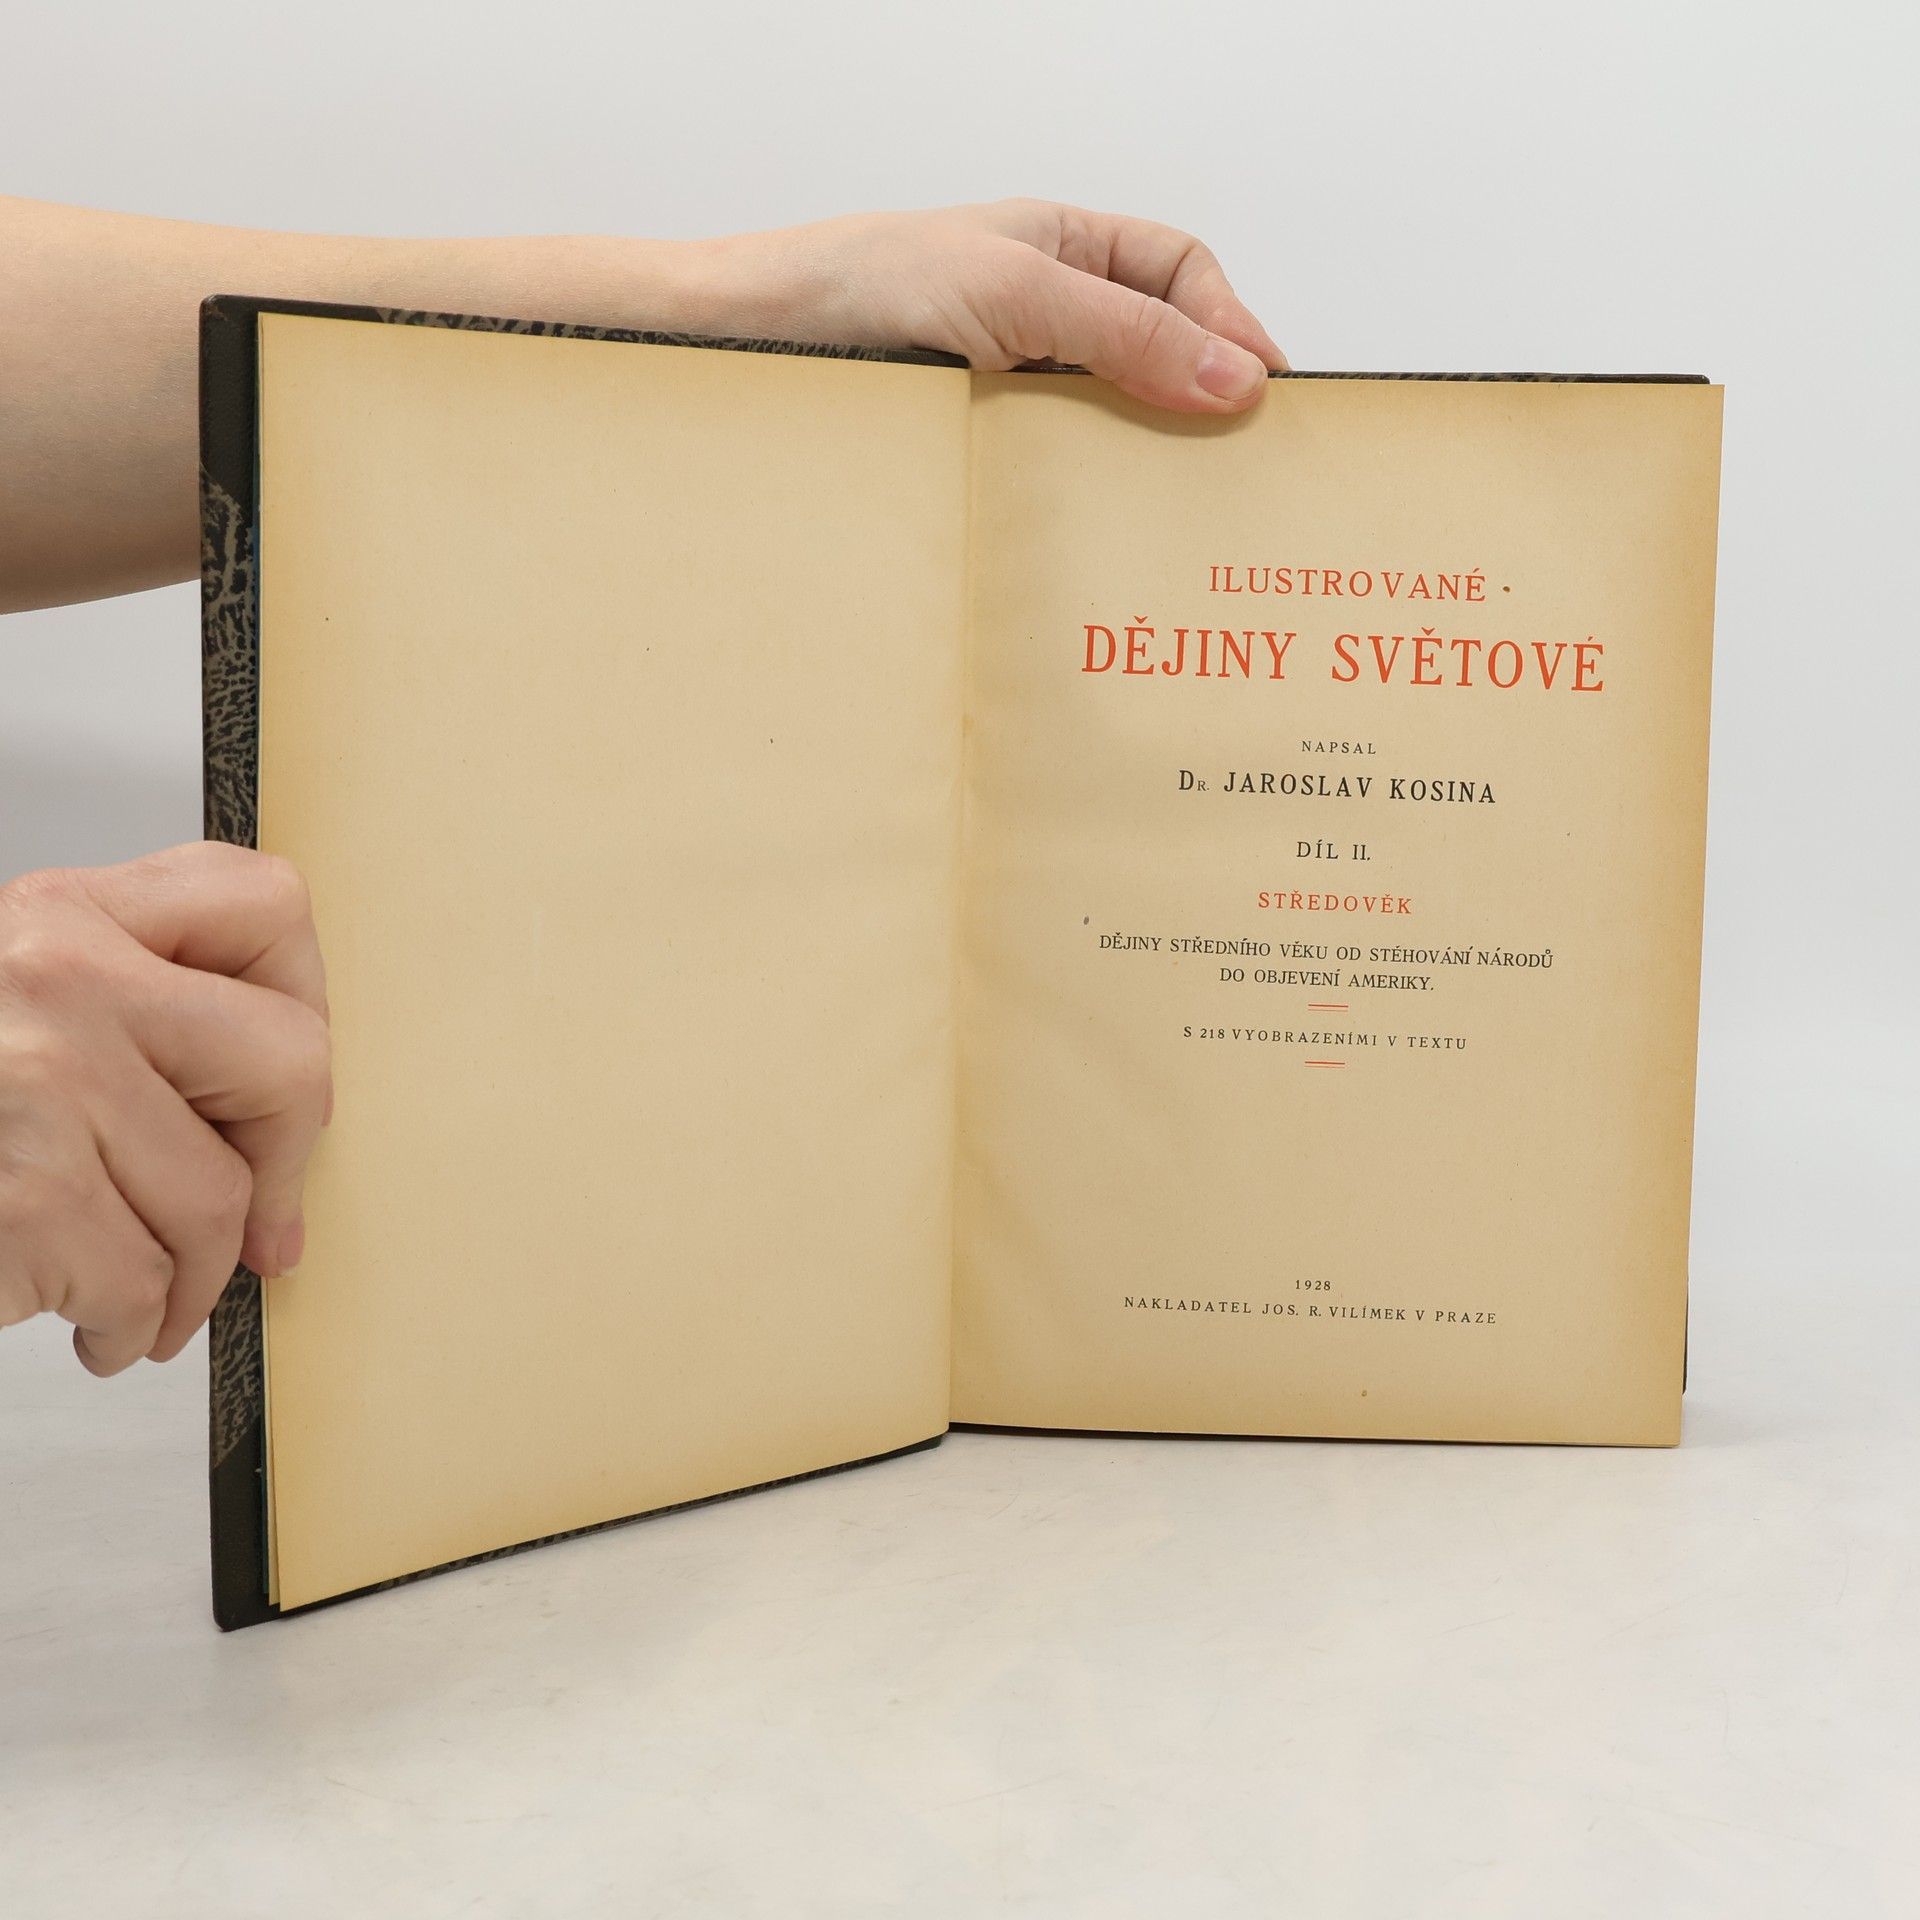 ILUSTROVANÉ
DĚJINY SVĚTOVÉ
NAPSAL
DR. JAROSLAV KOSINA
DÍL II.
STŘEDOVĚK
DĚJINY STŘEDNÍHO VĚKU OD STĚHOVÁNÍ NÁRODŮ
DO OBJEVENÍ AMERIKY.
S 218 VYOBRAZENÍMI V TEXTU
1928
NAKLADATEL JOS. R. VILÍMEK V PRAZE